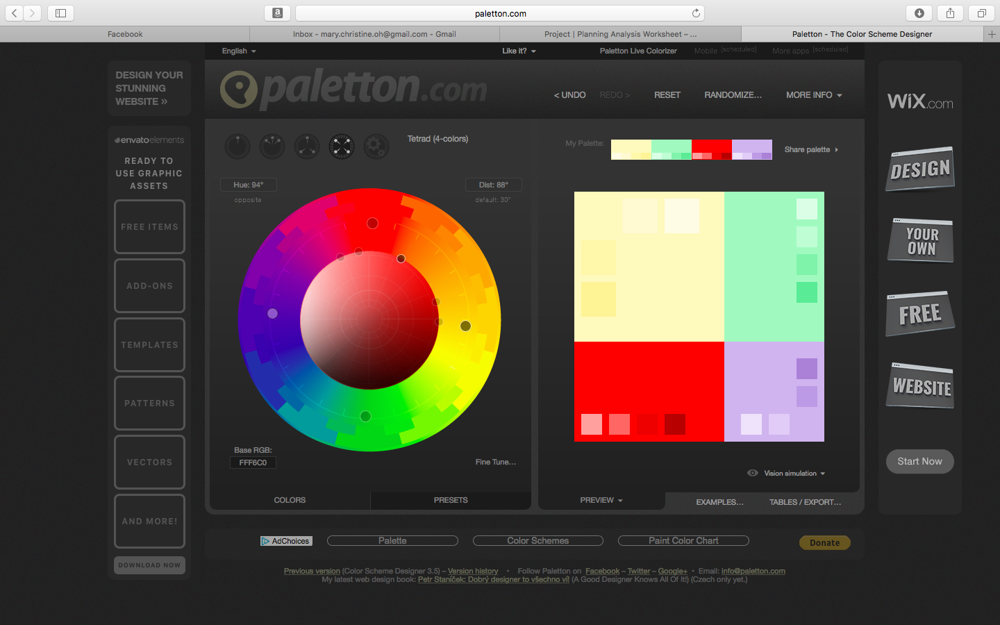 paletton.com
Facebook
Inbox - mary.christine.oh@gmail.com - Gmail
Project | Planning Analysis Worksheet – ...
Paletton - The Color Scheme Designer
English
Like it?
Paletton Live Colorizer
Mobile [scheduled]
More apps [scheduled]
DESIGN YOUR
STUNNING
WEBSITE »
paletton.com
< UNDO
REDO >
RESET
RANDOMIZE...
MORE INFO
WiX.com
envatoelements
READY TO
USE GRAPHIC
ASSETS
FREE ITEMS
ADD-ONS
TEMPLATES
PATTERNS
VECTORS
AND MORE!
DOWNLOAD NOW
Tetrad (4-colors)
Hue: 94°
opposite
Dist: 88°
default: 30°
Base RGB:
FFF6C0
Fine Tune...
COLORS
PRESETS
My Palette:
Share palette
Vision simulation
PREVIEW
EXAMPLES...
TABLES / EXPORT...
DESIGN
YOUR
OWN
FREE
WEBSITE
Start Now
AdChoices
Palette
Color Schemes
Paint Color Chart
Donate
Previous version (Color Scheme Designer 3.5) – Version history • Follow Paletton on Facebook – Twitter – Google+ • Email: info@paletton.com
My latest web design book: Petr Staníček: Dobrý designer to všechno ví! (A Good Designer Knows All Of It!) (Czech only yet.)